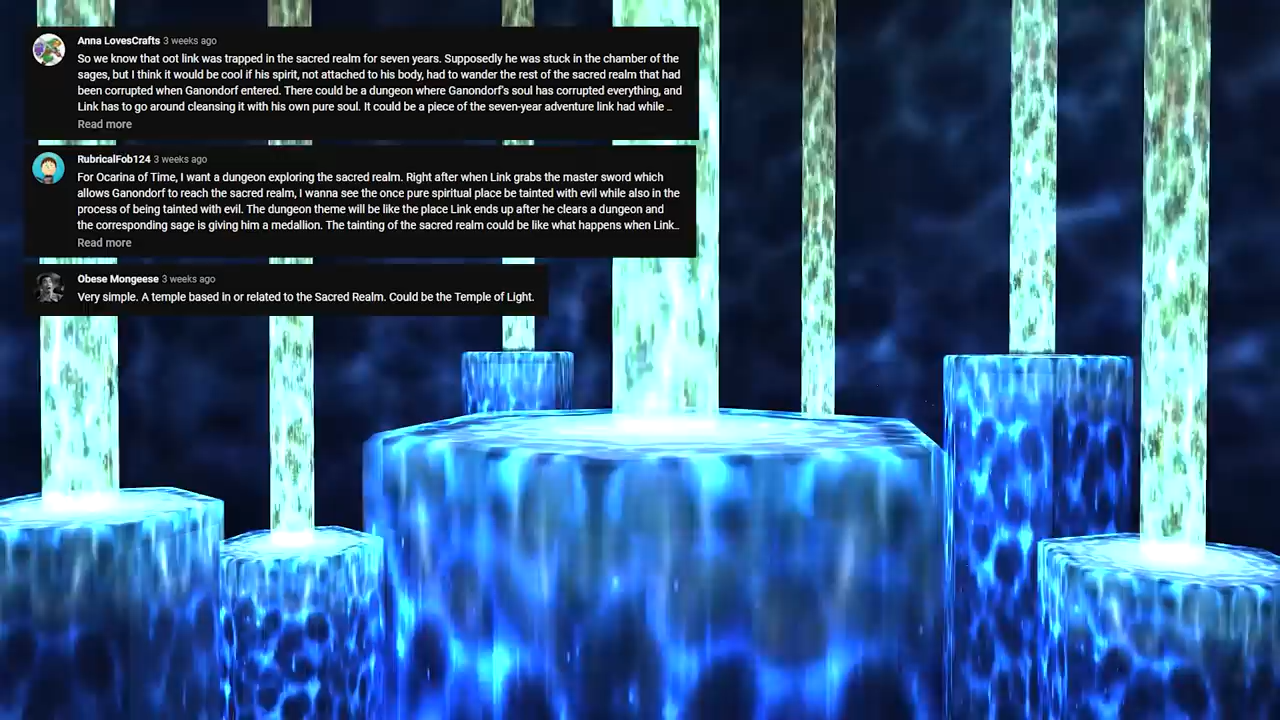 Anna LovesCrafts 3 weeks ago
So we know that oot link was trapped in the sacred realm for seven years. Supposedly he was stuck in the chamber of the
sages, but I think it would be cool if his spirit, not attached to his body, had to wander the rest of the sacred realm that had
been corrupted when Ganondorf entered. There could be a dungeon where Ganondorf's soul has corrupted everything, and
Link has to go around cleansing it with his own pure soul. It could be a piece of the seven-year adventure link had while ..
Read more
RubricalFob124 3 weeks ago
For Ocarina of Time, I want a dungeon exploring the sacred realm. Right after when Link grabs the master sword which
allows Ganondorf to reach the sacred realm, I wanna see the once pure spiritual place be tainted with evil while also in the
process of being tainted with evil. The dungeon theme will be like the place Link ends up after he clears a dungeon and
the corresponding sage is giving him a medallion. The tainting of the sacred realm could be like what happens when Link..
Read more
Obese Mongeese 3 weeks ago
Very simple. A temple based in or related to the Sacred Realm. Could be the Temple of Light.